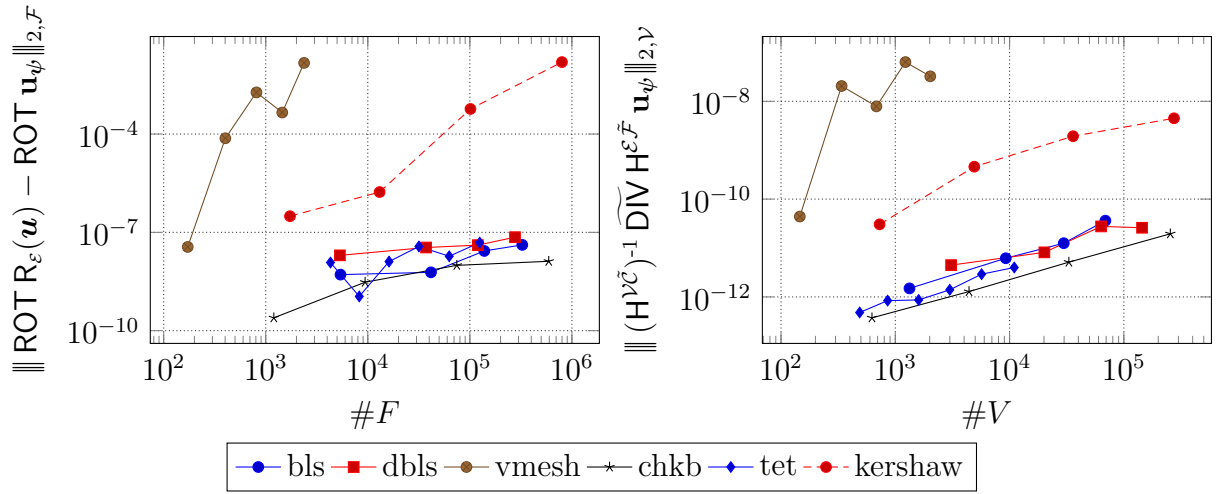 ⦀ ROT R_ℰ(𝒖) − ROT 𝐮_𝝍⦀_{2,ℱ}
10^{−4}
10^{−7}
10^{−10}
10^2 10^3 10^4 10^5 10^6
#F
⦀ (H^{𝒱𝒞̃})^{-1} D͠IV H^{ℰℱ̃} 𝐮_𝝍⦀_{2,𝒱}
10^{−8}
10^{−10}
10^{−12}
10^2 10^3 10^4 10^5
#V
bls dbls vmesh chkb tet kershaw